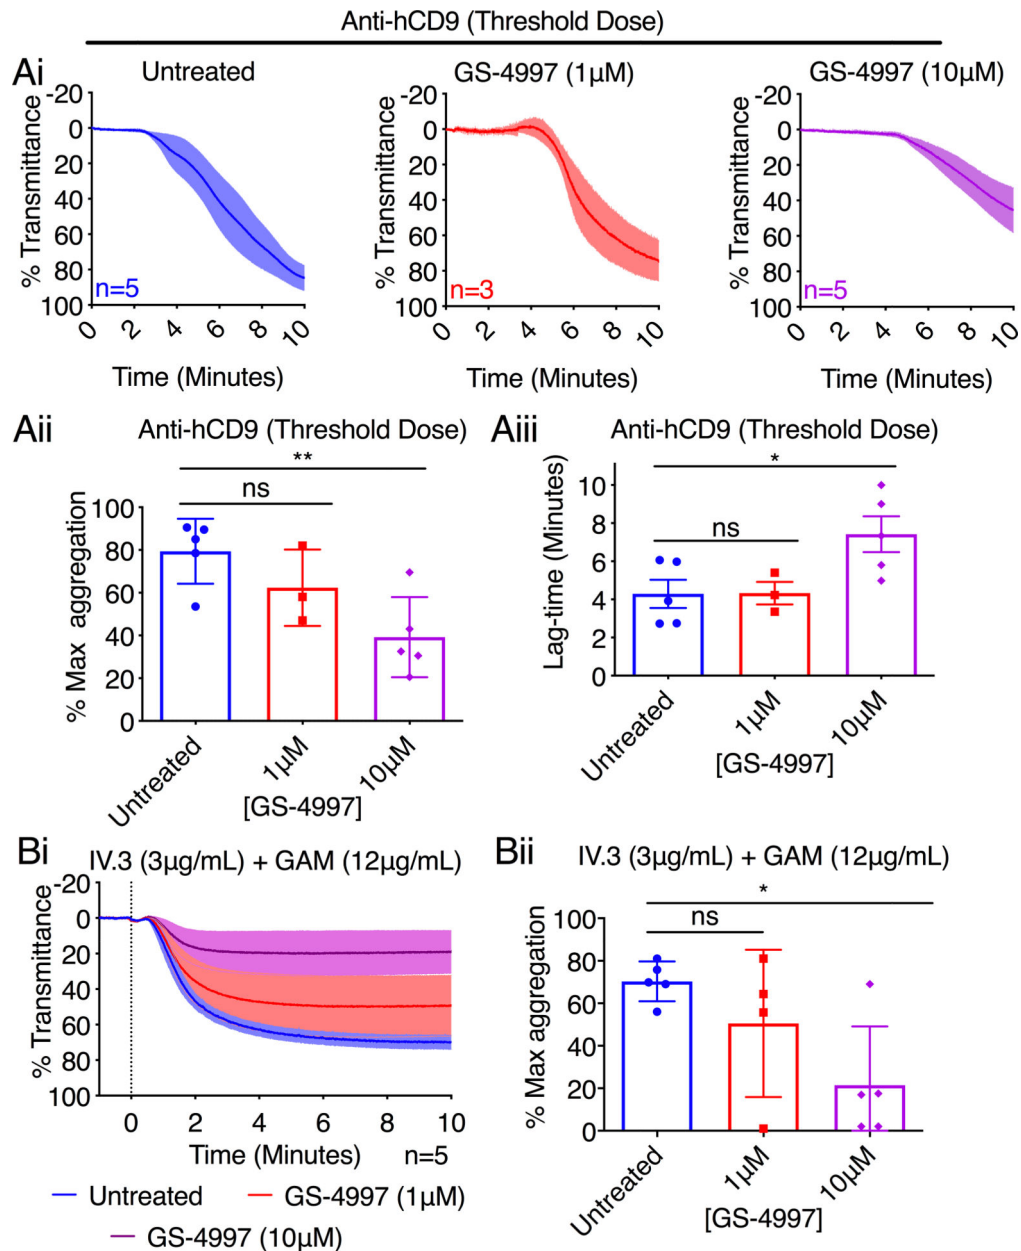 Anti-hCD9 (Threshold Dose)
Ai
Untreated
GS-4997 (1µM)
GS-4997 (10µM)
% Transmittance
-20
0
20
40
60
80
100
n=5
0 2 4 6 8 10
Time (Minutes)
% Transmittance
-20
0
20
40
60
80
100
n=3
0 2 4 6 8 10
Time (Minutes)
% Transmittance
-20
0
20
40
60
80
100
n=5
0 2 4 6 8 10
Time (Minutes)
Aii
Anti-hCD9 (Threshold Dose)
**
ns
% Max aggregation
100
80
60
40
20
0
Untreated
1µM
10µM
[GS-4997]
Aiii
Anti-hCD9 (Threshold Dose)
*
ns
Lag-time (Minutes)
10
8
6
4
2
0
Untreated
1µM
10µM
[GS-4997]
Bi
IV.3 (3µg/mL) + GAM (12µg/mL)
% Transmittance
-20
0
20
40
60
80
100
0 2 4 6 8 10
Time (Minutes)
n=5
Untreated
GS-4997 (1µM)
GS-4997 (10µM)
Bii
IV.3 (3µg/mL) + GAM (12µg/mL)
*
ns
% Max aggregation
100
80
60
40
20
0
Untreated
1µM
10µM
[GS-4997]